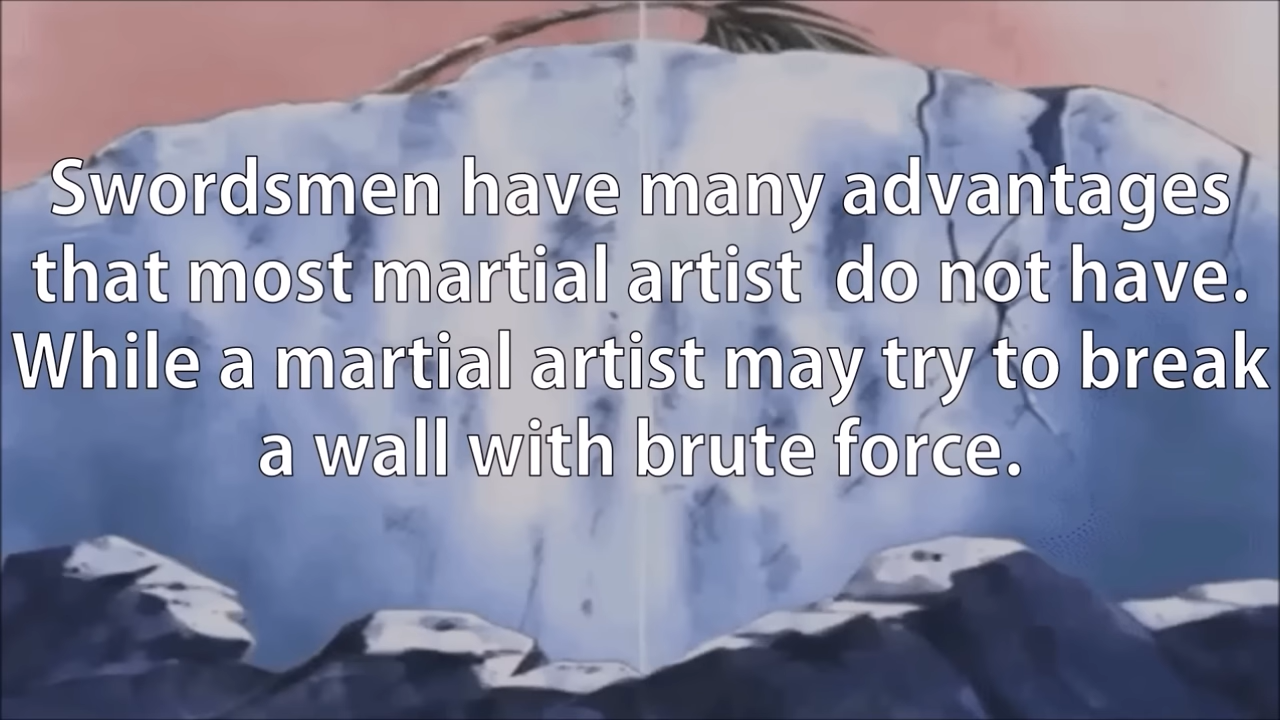 Swordsmen have many advantages
that most martial artist  do not have.
While a martial artist may try to break
a wall with brute force.